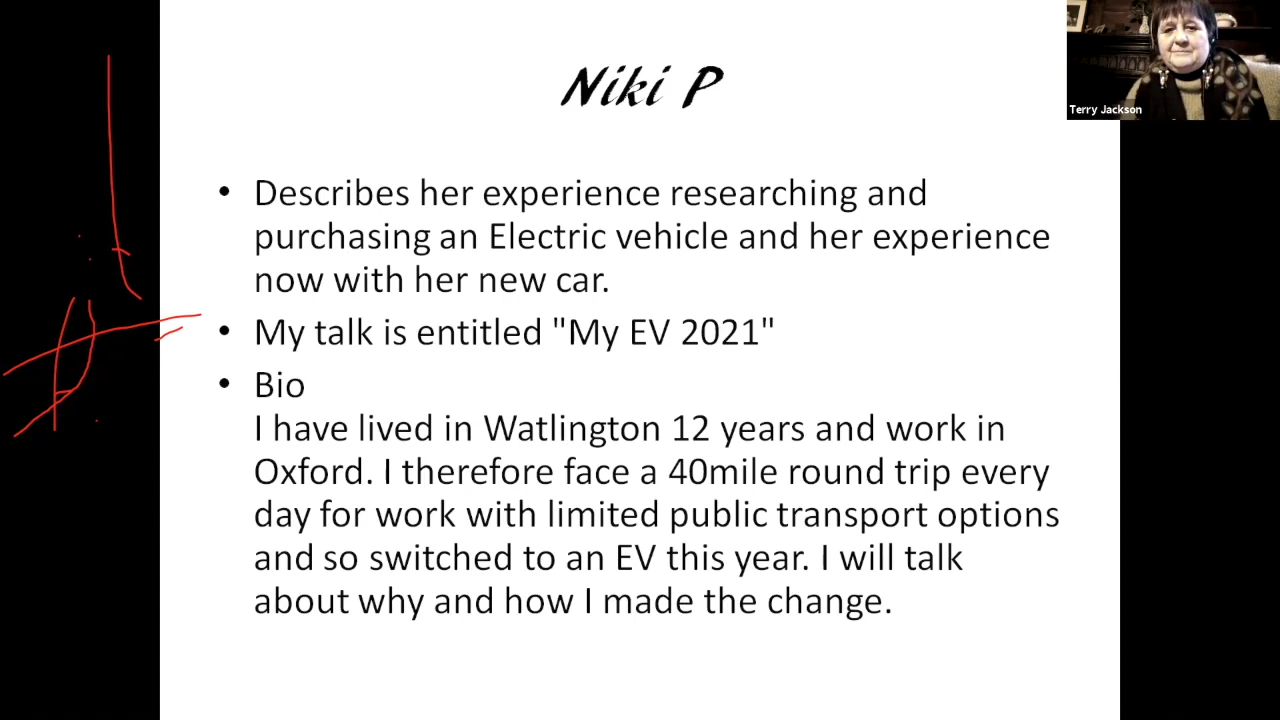 Niki P
Terry Jackson
• Describes her experience researching and
purchasing an Electric vehicle and her experience
now with her new car.
• My talk is entitled "My EV 2021"
• Bio
I have lived in Watlington 12 years and work in
Oxford. I therefore face a 40mile round trip every
day for work with limited public transport options
and so switched to an EV this year. I will talk
about why and how I made the change.